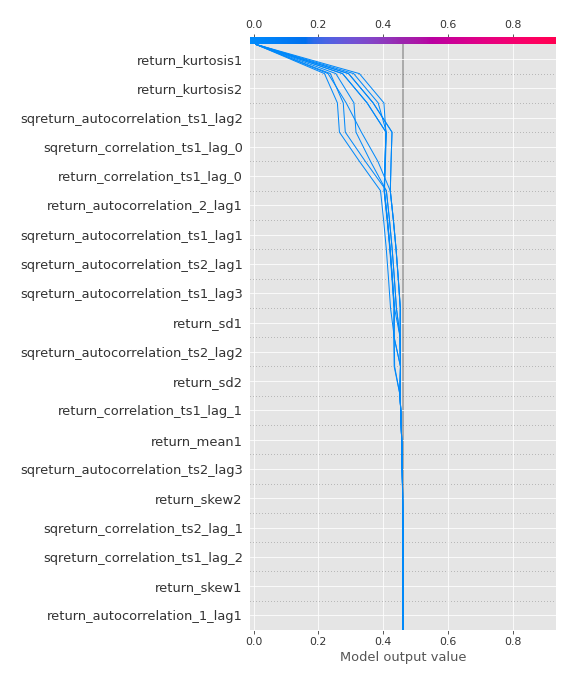 0.0 0.2 0.4 0.6 0.8
return_kurtosis1
return_kurtosis2
sqreturn_autocorrelation_ts1_lag2
sqreturn_correlation_ts1_lag_0
return_correlation_ts1_lag_0
return_autocorrelation_2_lag1
sqreturn_autocorrelation_ts1_lag1
sqreturn_autocorrelation_ts2_lag1
sqreturn_autocorrelation_ts1_lag3
return_sd1
sqreturn_autocorrelation_ts2_lag2
return_sd2
return_correlation_ts1_lag_1
return_mean1
sqreturn_autocorrelation_ts2_lag3
return_skew2
sqreturn_correlation_ts2_lag_1
sqreturn_correlation_ts1_lag_2
return_skew1
return_autocorrelation_1_lag1
0.0 0.2 0.4 0.6 0.8
Model output value